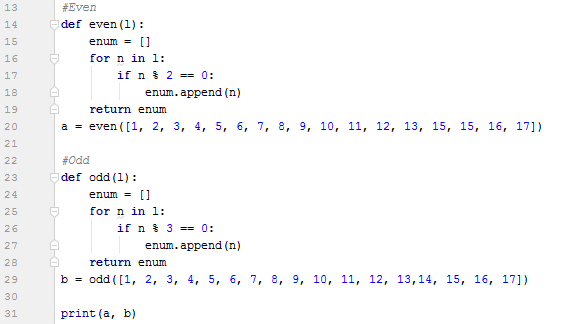 13 #Even
14 def even(l):
15     enum = []
16     for n in l:
17         if n % 2 == 0:
18             enum.append(n)
19     return enum
20 a = even([1, 2, 3, 4, 5, 6, 7, 8, 9, 10, 11, 12, 13, 15, 15, 16, 17])
21
22 #Odd
23 def odd(l):
24     enum = []
25     for n in l:
26         if n % 3 == 0:
27             enum.append(n)
28     return enum
29 b = odd([1, 2, 3, 4, 5, 6, 7, 8, 9, 10, 11, 12, 13,14, 15, 16, 17])
30
31 print(a, b)